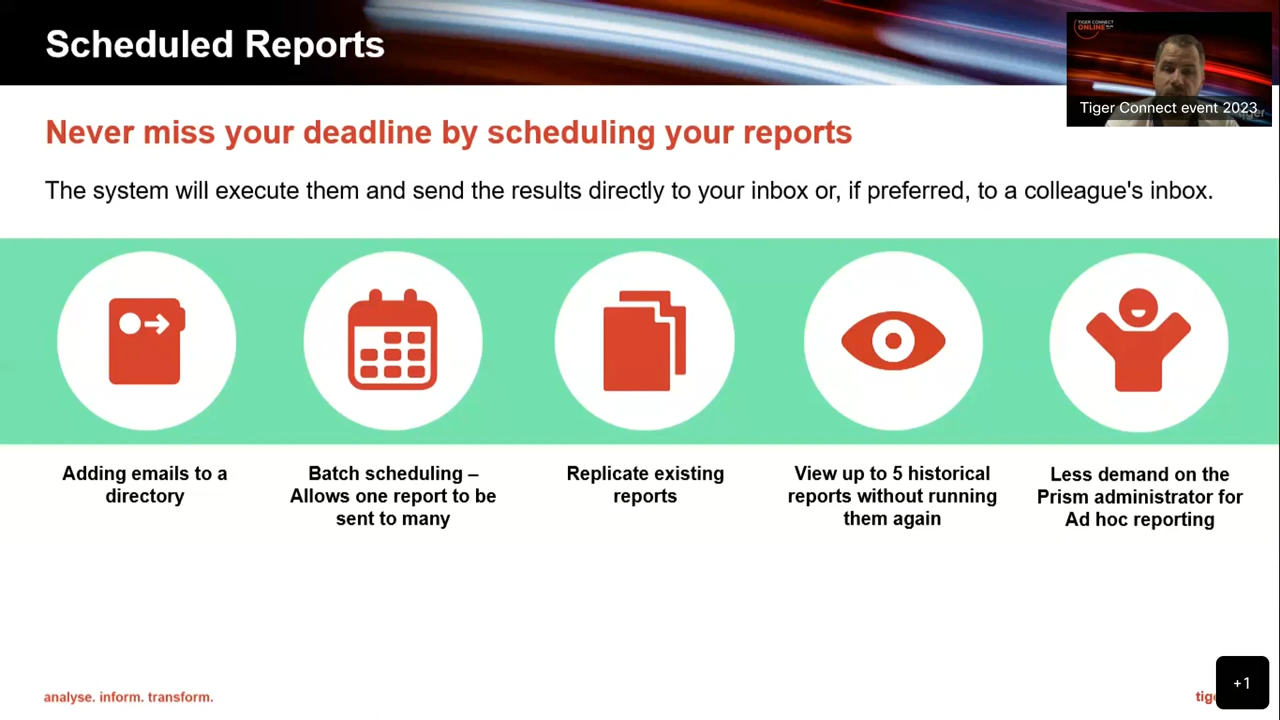 Scheduled Reports
TIGER CONNECT
ONLINE
Tiger Connect event 2023
Never miss your deadline by scheduling your reports
The system will execute them and send the results directly to your inbox or, if preferred, to a colleague's inbox.
Adding emails to a
directory
Batch scheduling –
Allows one report to be
sent to many
Replicate existing
reports
View up to 5 historical
reports without running
them again
Less demand on the
Prism administrator for
Ad hoc reporting
analyse. inform. transform.
+1